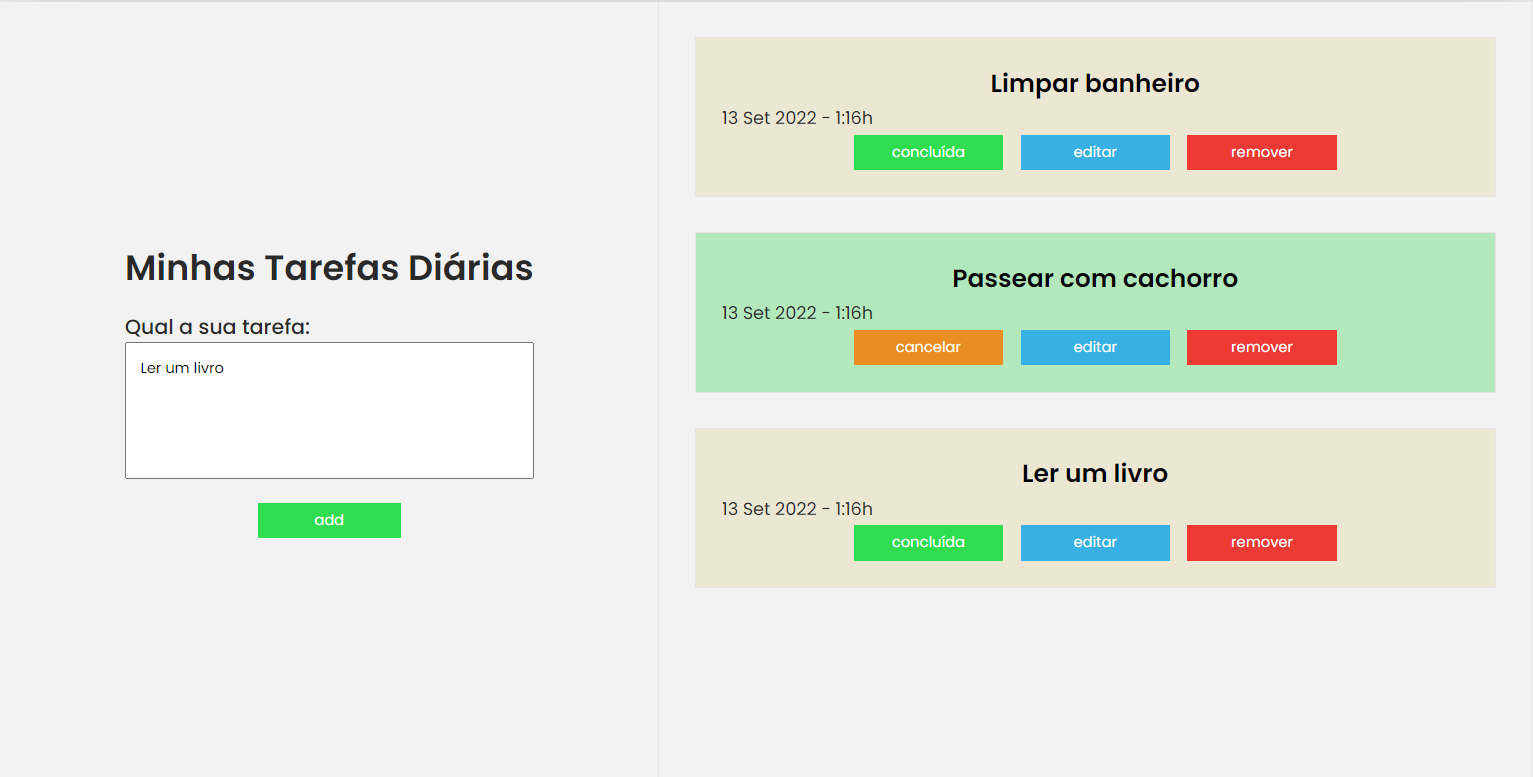 Minhas Tarefas Diárias
Qual a sua tarefa:
Ler um livro
add
Limpar banheiro
13 Set 2022 - 1:16h
concluída editar remover
Passear com cachorro
13 Set 2022 - 1:16h
cancelar editar remover
Ler um livro
13 Set 2022 - 1:16h
concluída editar remover